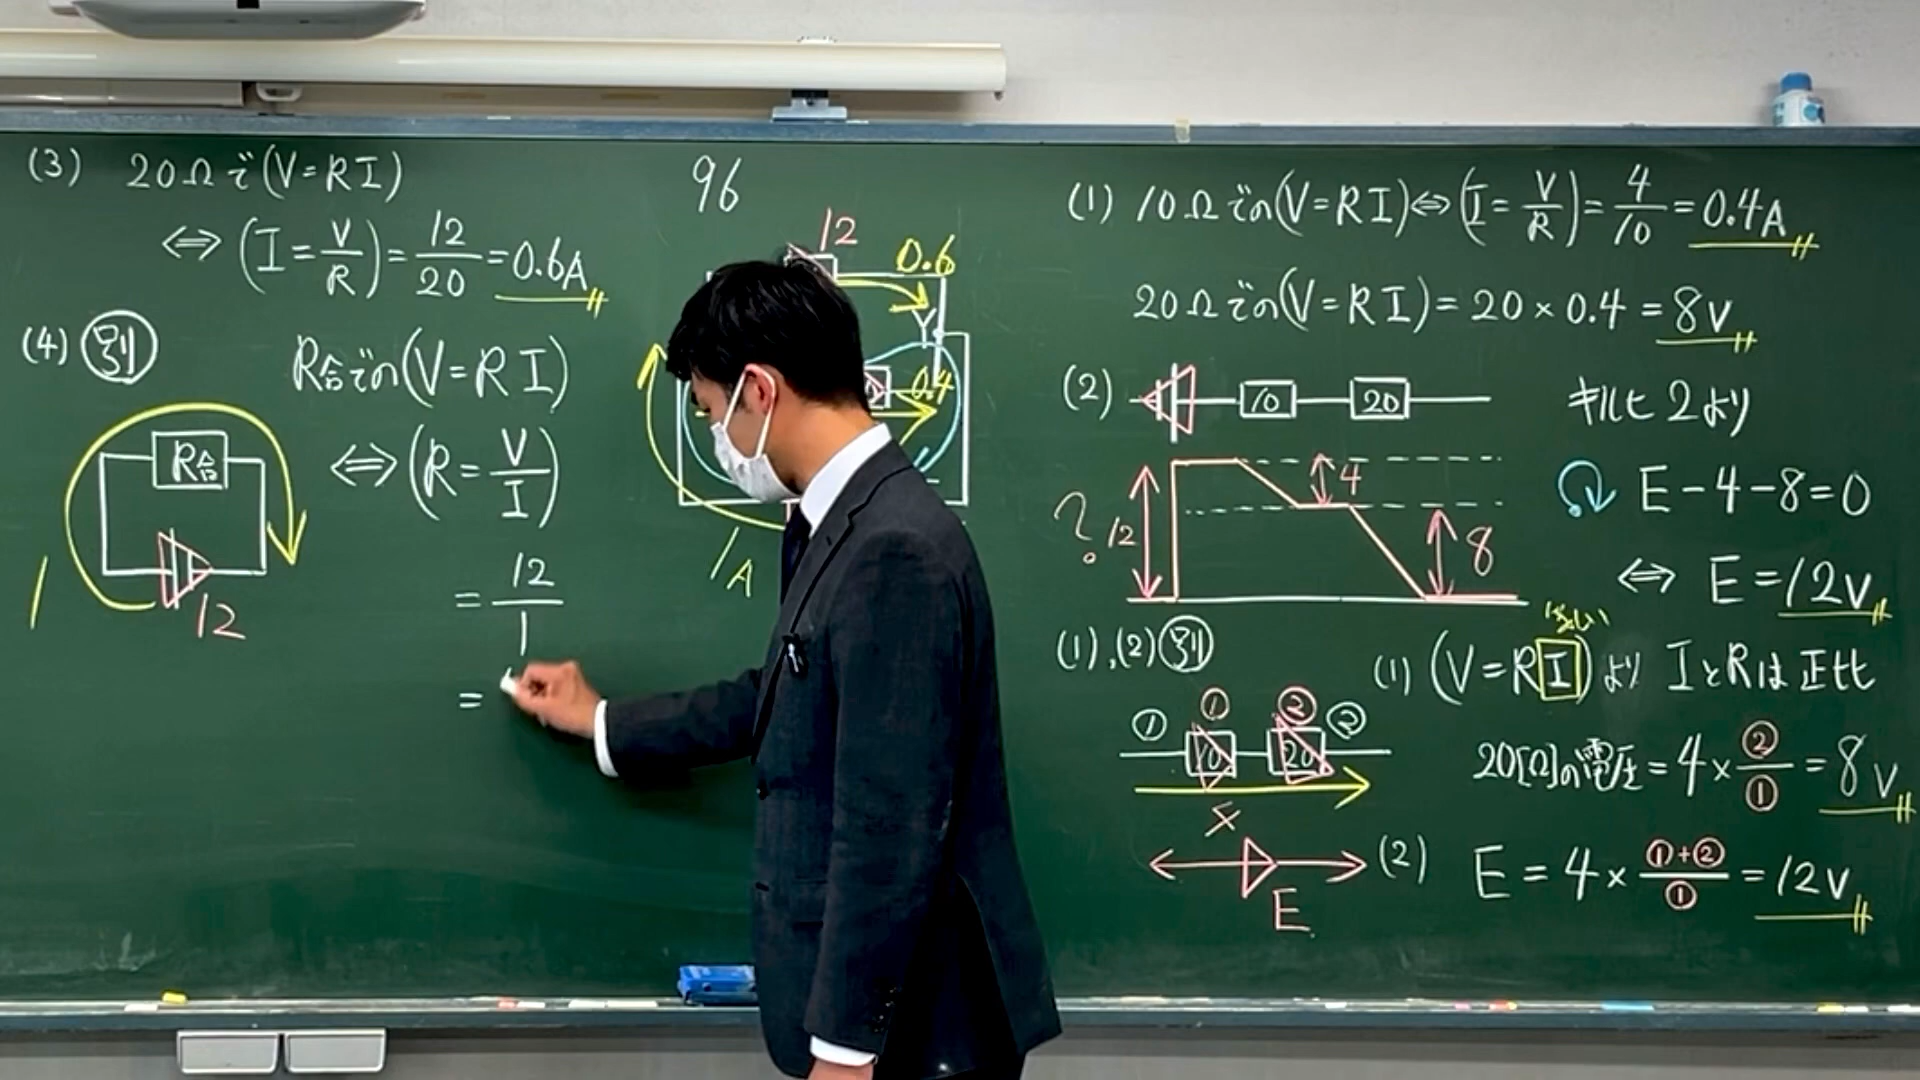 (3) 20Ωで(V=RI)
⇔(I=V/R)=12/20=0.6A
(4) 別 R合での(V=RI)
R合
⇔(R=V/I)
1
12
=12/1
=
96
12
0.6
Y
0.4
1A
(1) 10Ωでの(V=RI)⇔(I=V/R)=4/10=0.4A
20Ωでの(V=RI)=20×0.4=8V
(2) 10 20 キルヒ2より
? 12 4 8
E-4-8=0
⇔ E=12V
(1),(2)別
① ① ② ②
10 20
E
(1) (V=RI)より IとRは正比
20[Ω]の電圧=4×②/①=8V
(2) E=4×①+②/①=12V